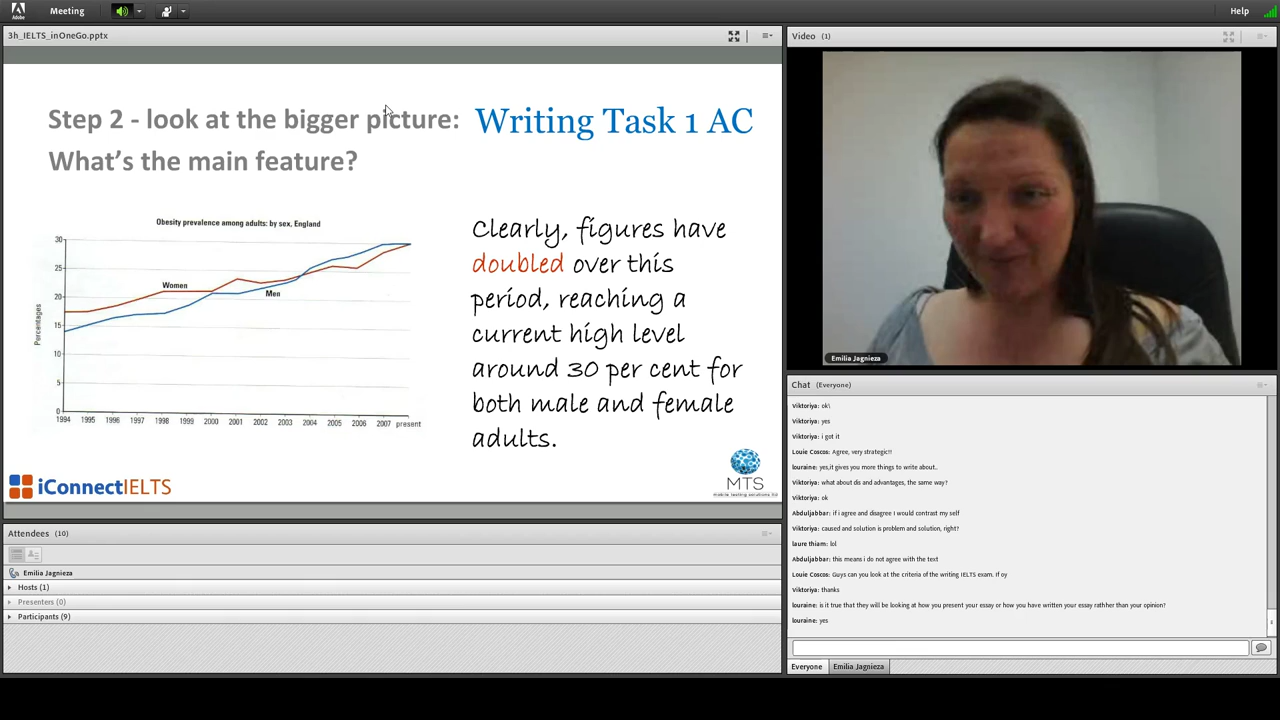 Meeting
Help
3h_IELTS_inOneGo.pptx
Step 2 - look at the bigger picture:
What's the main feature?
Writing Task 1 AC
Obesity prevalence among adults: by sex, England
Percentages
30
25
20
15
10
5
0
Women
Men
1994 1995 1996 1997 1998 1999 2000 2001 2002 2003 2004 2005 2006 2007 present
Clearly, figures have
doubled over this
period, reaching a
current high level
around 30 per cent for
both male and female
adults.
iConnectIELTS
MTS
mobile testing solutions ltd
Attendees (10)
Emilia Jagnieza
Hosts (1)
Presenters (0)
Participants (9)
Video (1)
Emilia Jagnieza
Chat (Everyone)
Viktoriya: ok\
Viktoriya: yes
Viktoriya: i got it
Louie Coscos: Agree, very strategic!!
louraine: yes,it gives you more things to write about..
Viktoriya: what about dis and advantages, the same way?
Viktoriya: ok
Abduljabbar: if i agree and disagree I would contrast my self
Viktoriya: caused and solution is problem and solution, right?
laure thiam: lol
Abduljabbar: this means i do not agree with the text
Louie Coscos: Guys can you look at the criteria of the writing IELTS exam. If oy
Viktoriya: thanks
louraine: is it true that they will be looking at how you present your essay or how you have written your essay rathher than your opinion?
louraine: yes
Everyone
Emilia Jagnieza